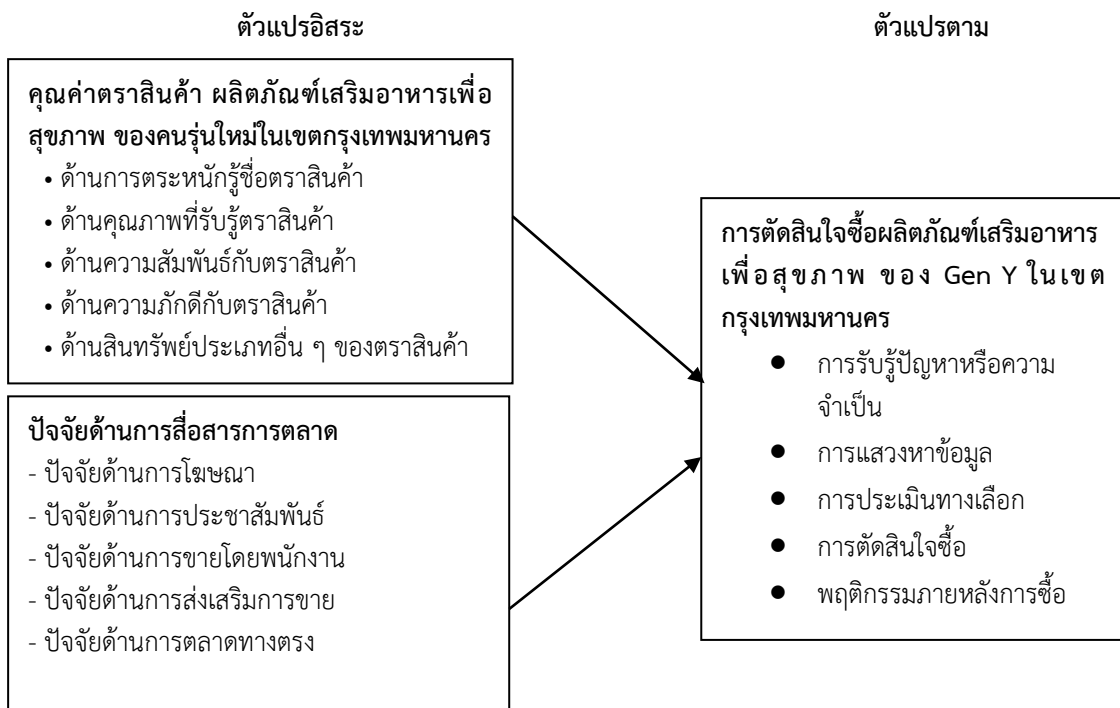 ตัวแปรอิสระ
ตัวแปรตาม
คุณค่าตราสินค้า ผลิตภัณฑ์เสริมอาหารเพื่อ
สุขภาพ ของคนรุ่นใหม่ในเขตกรุงเทพมหานคร
• ด้านการตระหนักรู้ชื่อตราสินค้า
• ด้านคุณภาพที่รับรู้ตราสินค้า
• ด้านความสัมพันธ์กับตราสินค้า
• ด้านความภักดีกับตราสินค้า
• ด้านสินทรัพย์ประเภทอื่น ๆ ของตราสินค้า
ปัจจัยด้านการสื่อสารการตลาด
- ปัจจัยด้านการโฆษณา
- ปัจจัยด้านการประชาสัมพันธ์
- ปัจจัยด้านการขายโดยพนักงาน
- ปัจจัยด้านการส่งเสริมการขาย
- ปัจจัยด้านการตลาดทางตรง
การตัดสินใจซื้อผลิตภัณฑ์เสริมอาหาร
เพื่อสุขภาพ ของ Gen Y ในเขต
กรุงเทพมหานคร
● การรับรู้ปัญหาหรือความ
จำเป็น
● การแสวงหาข้อมูล
● การประเมินทางเลือก
● การตัดสินใจซื้อ
● พฤติกรรมภายหลังการซื้อ